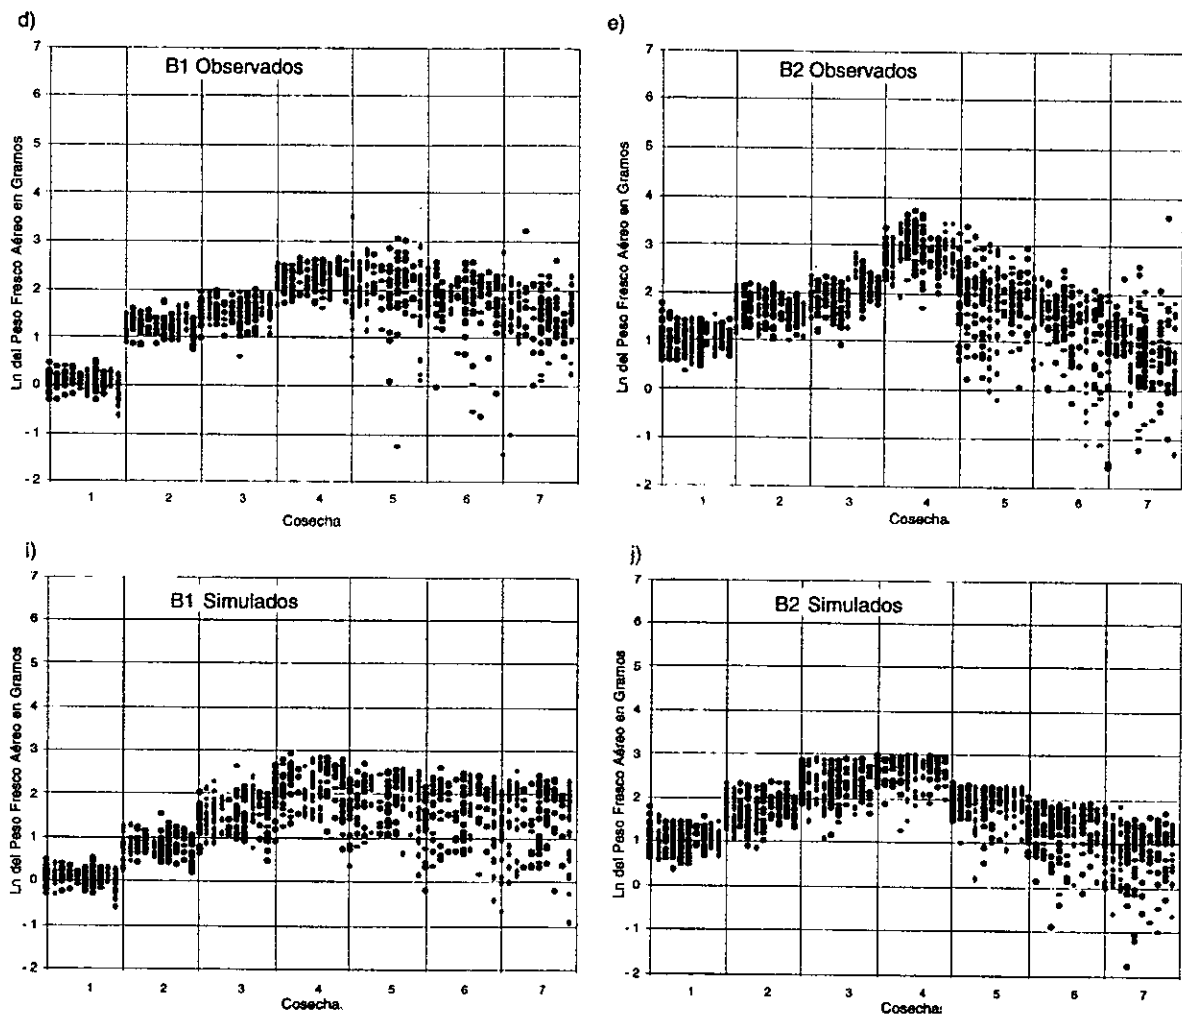 d)
B1 Observados
Ln del Peso Fresco Aéreo en Gramos
7
6
5
4
3
2
1
0
-1
-2
1 2 3 4 5 6 7
Cosecha
e)
B2 Observados
Ln del Peso Fresco Aéreo en Gramos
7
6
5
4
3
2
1
0
-1
-2
1 2 3 4 5 6 7
Cosecha
i)
B1 Simulados
Ln del Peso Fresco Aéreo en Gramos
7
6
5
4
3
2
1
0
-1
-2
1 2 3 4 5 6 7
Cosecha.
j)
B2 Simulados
Ln del Peso Fresco Aéreo en Gramos
7
6
5
4
3
2
1
0
-1
-2
1 2 3 4 5 6 7
Cosechas